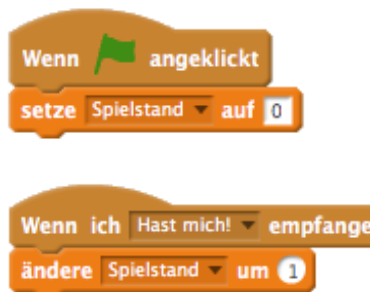 Wenn angeklickt
setze Spielstand auf 0
Wenn ich Hast mich! empfange
ändere Spielstand um 1